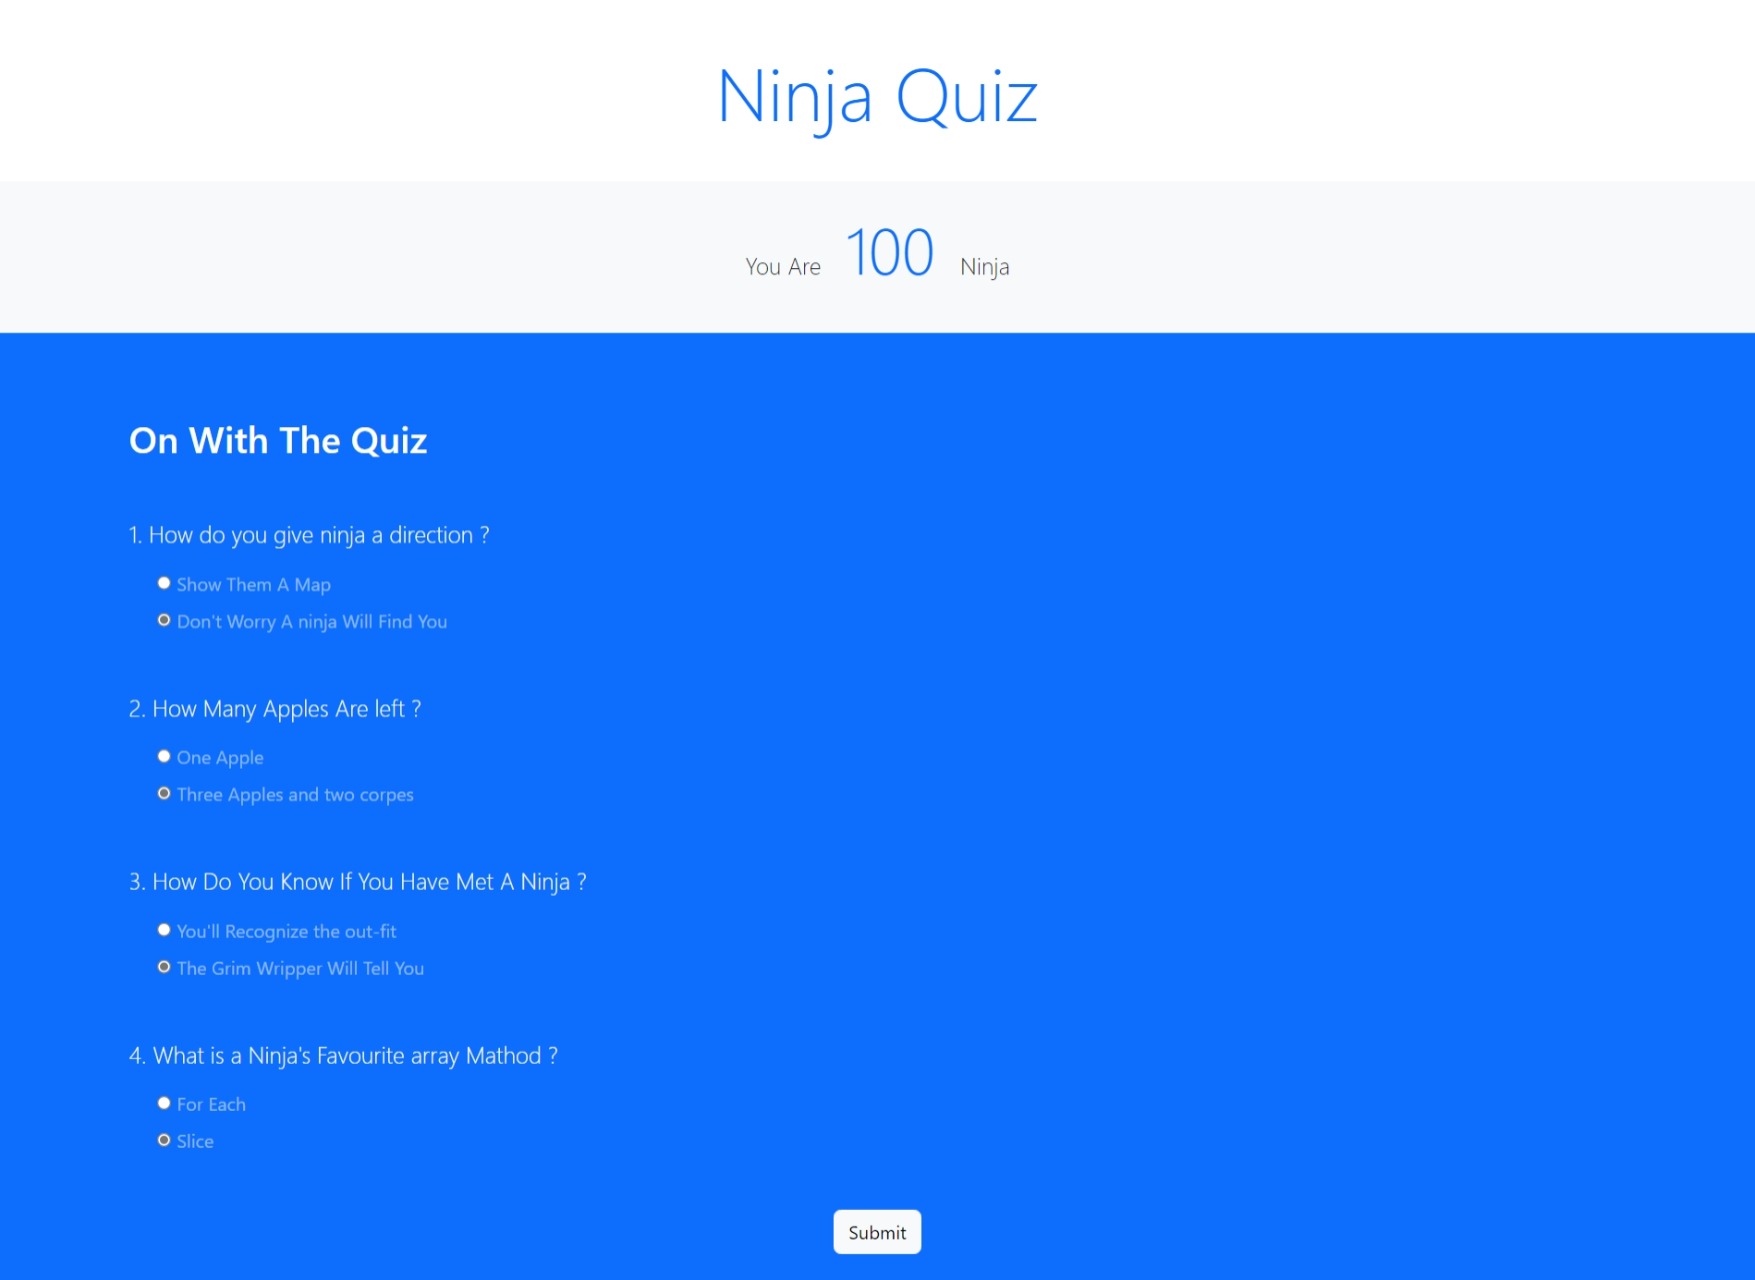 Ninja Quiz
You Are 100 Ninja
On With The Quiz
1. How do you give ninja a direction ?
Show Them A Map
Don't Worry A ninja Will Find You
2. How Many Apples Are left ?
One Apple
Three Apples and two corpes
3. How Do You Know If You Have Met A Ninja ?
You'll Recognize the out-fit
The Grim Wripper Will Tell You
4. What is a Ninja's Favourite array Mathod ?
For Each
Slice
Submit